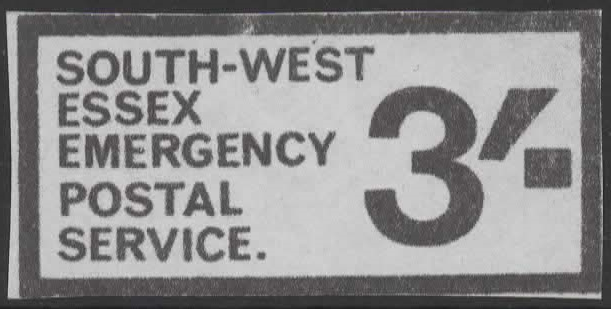 SOUTH-WEST
ESSEX
EMERGENCY
POSTAL
SERVICE.
3/-